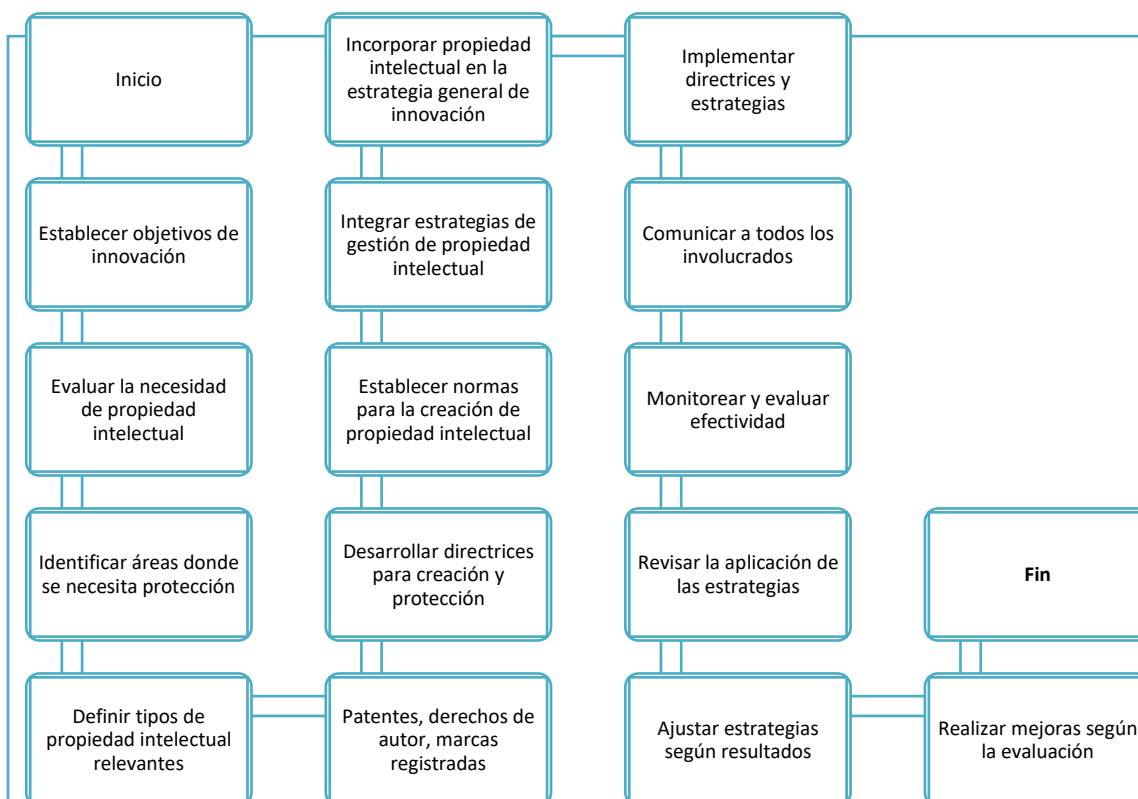 Inicio
Establecer objetivos de
innovación
Evaluar la necesidad
de propiedad
intelectual
Identificar áreas donde
se necesita protección
Definir tipos de
propiedad intelectual
relevantes
Patentes, derechos de
autor, marcas
registradas
Desarrollar directrices
para creación y
protección
Establecer normas
para la creación de
propiedad intelectual
Integrar estrategias de
gestión de propiedad
intelectual
Incorporar propiedad
intelectual en la
estrategia general de
innovación
Implementar
directrices y
estrategias
Comunicar a todos los
involucrados
Monitorear y evaluar
efectividad
Revisar la aplicación de
las estrategias
Ajustar estrategias
según resultados
Realizar mejoras según
la evaluación
Fin